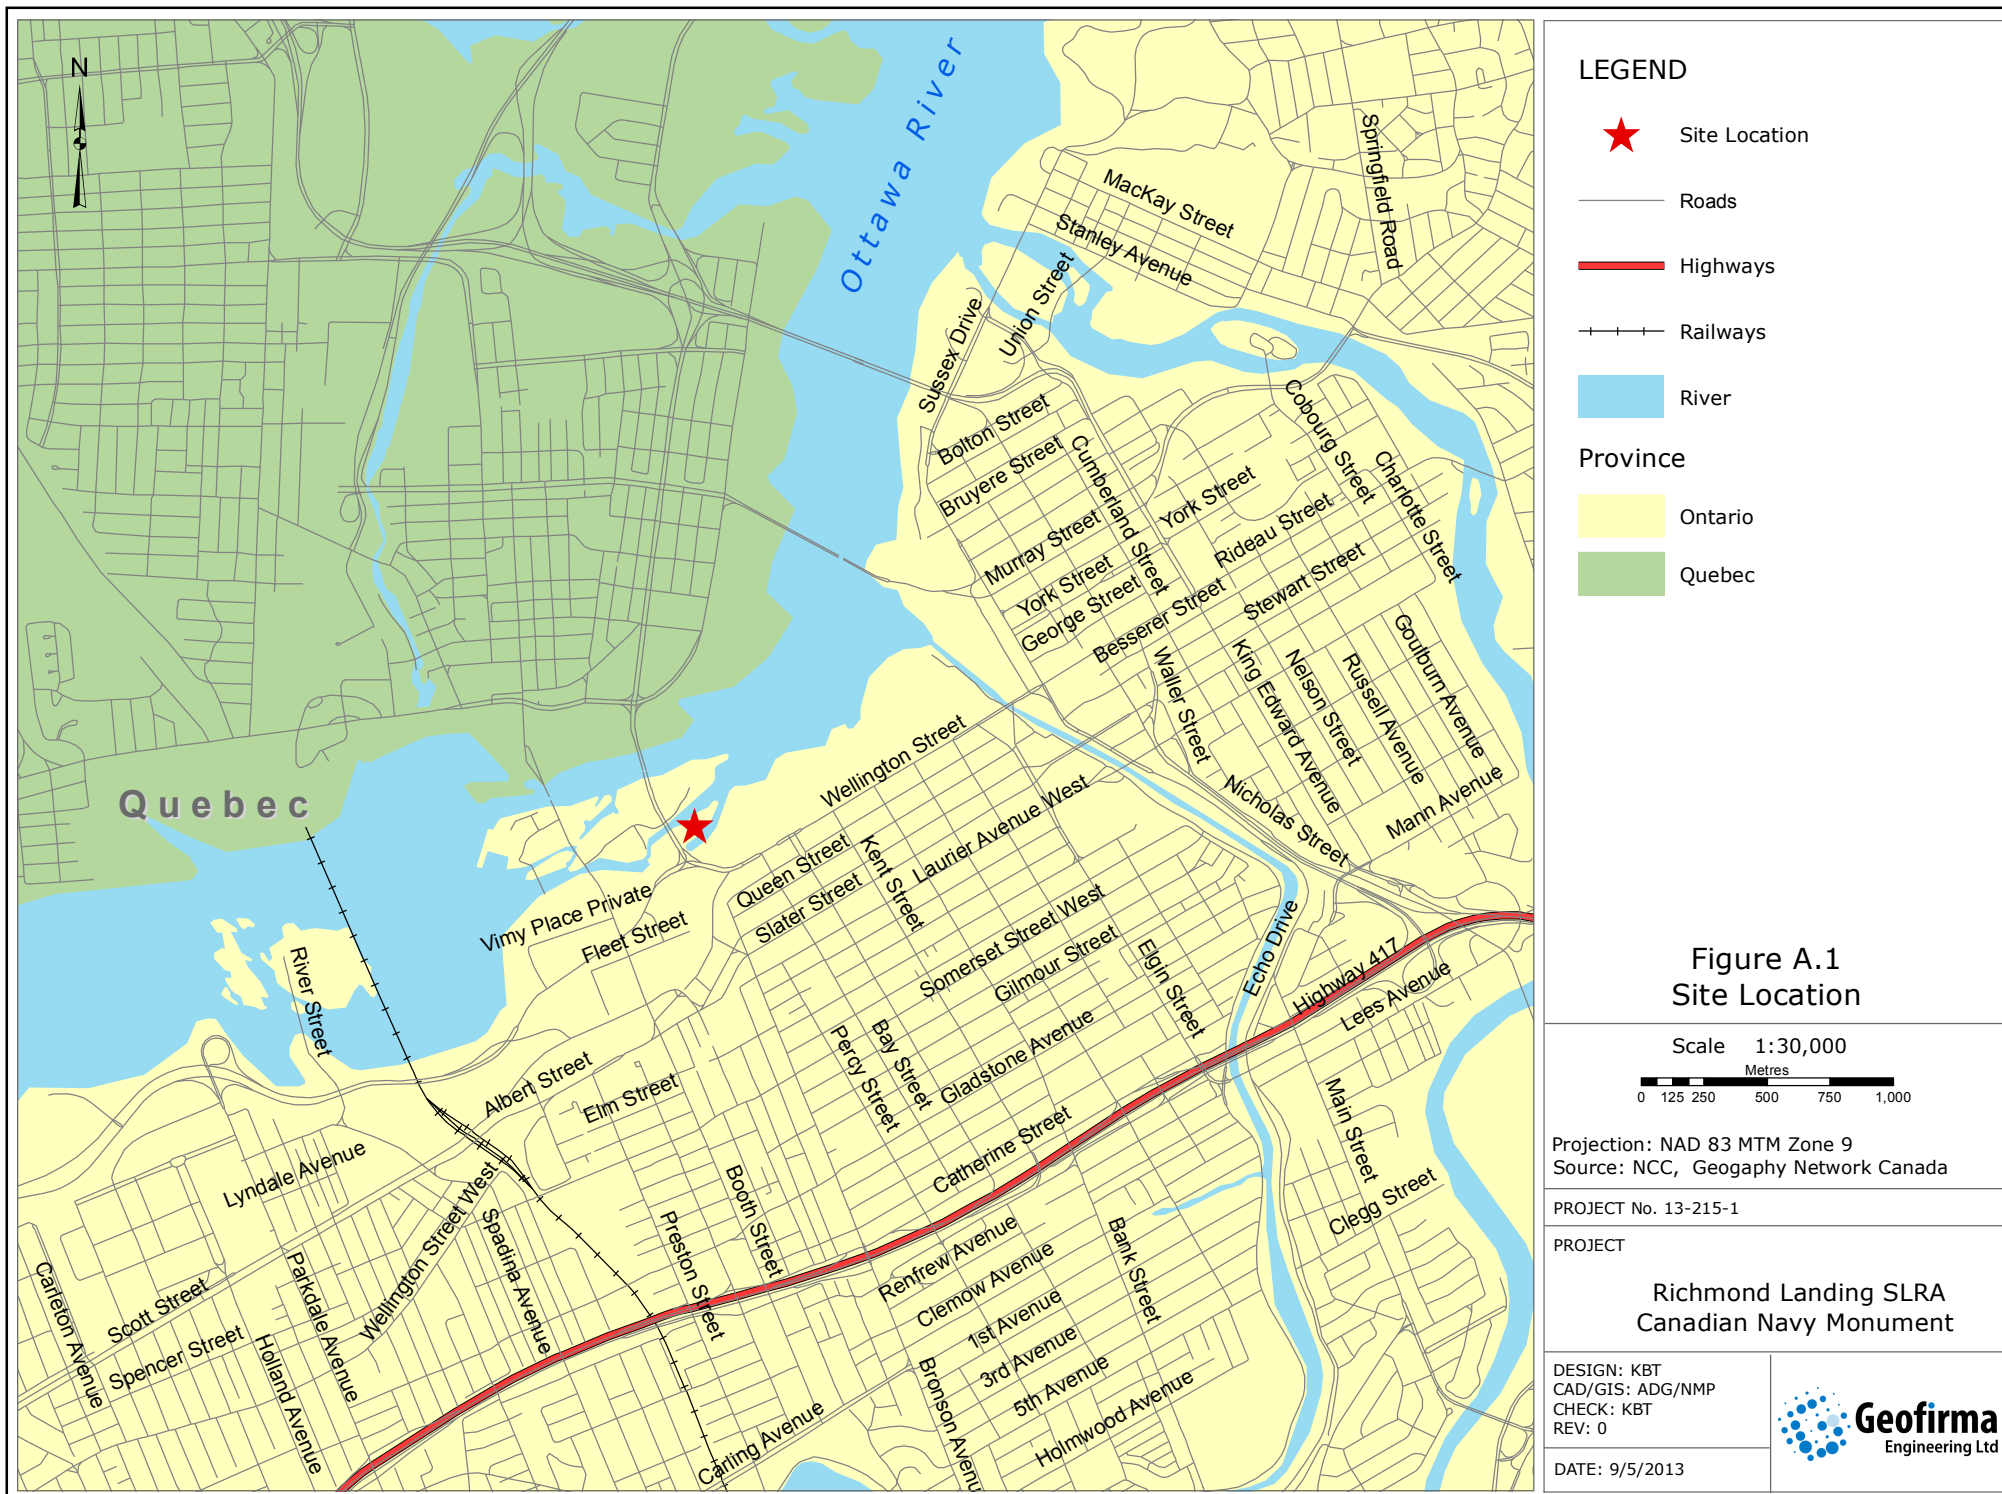 N
Ottawa River
Springfield Road
MacKay Street
Stanley Avenue
Union Street
Sussex Drive
Bolton Street
Bruyere Street
Cumberland Street
Cobourg Street
Charlotte Street
York Street
Rideau Street
Murray Street
York Street
George Street
Besserer Street
Stewart Street
Waller Street
King Edward Avenue
Nelson Street
Russell Avenue
Goulburn Avenue
Mann Avenue
Nicholas Street
Wellington Street
Quebec
Queen Street
Kent Street
Laurier Avenue West
Slater Street
Vimy Place Private
Fleet Street
Somerset Street West
Gilmour Street
Elgin Street
Echo Drive
Highway 417
Lees Avenue
River Street
Percy Street
Bay Street
Gladstone Avenue
Albert Street
Elm Street
Main Street
Clegg Street
Catherine Street
Lyndale Avenue
Wellington Street West
Spadina Avenue
Booth Street
Preston Street
Renfrew Avenue
Clemow Avenue
1st Avenue
3rd Avenue
5th Avenue
Holmwood Avenue
Bank Street
Bronson Avenue
Carling Avenue
Carleton Avenue
Scott Street
Spencer Street
Holland Avenue
Parkdale Avenue
LEGEND
Site Location
Roads
Highways
Railways
River
Province
Ontario
Quebec
Figure A.1
Site Location
Scale 1:30,000
Metres
0 125 250 500 750 1,000
Projection: NAD 83 MTM Zone 9
Source: NCC, Geogaphy Network Canada
PROJECT No. 13-215-1
PROJECT
Richmond Landing SLRA
Canadian Navy Monument
DESIGN: KBT
CAD/GIS: ADG/NMP
CHECK: KBT
REV: 0
DATE: 9/5/2013
Geofirma
Engineering Ltd